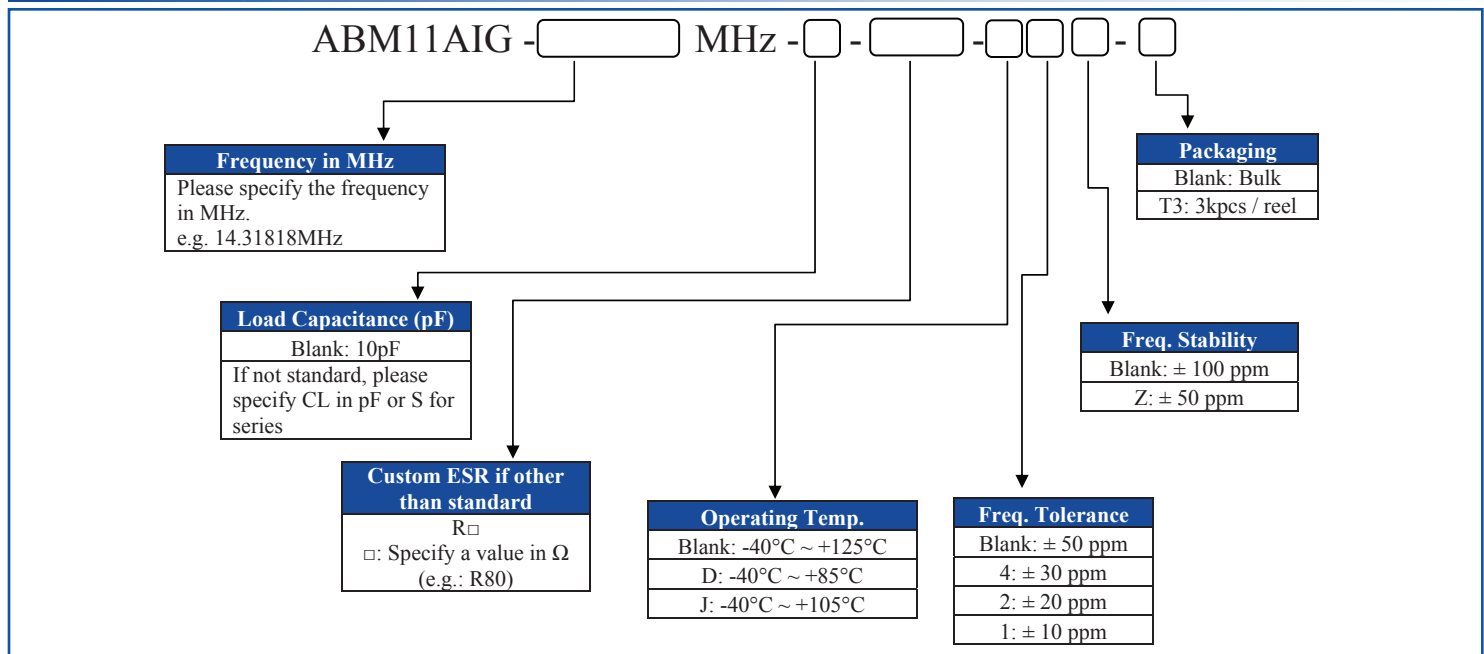 ABM11AIG - MHz - - - -
Frequency in MHz
Please specify the frequency
in MHz.
e.g. 14.31818MHz
Packaging
Blank: Bulk
T3: 3kpcs / reel
Load Capacitance (pF)
Blank: 10pF
If not standard, please
specify CL in pF or S for
series
Freq. Stability
Blank: ± 100 ppm
Z: ± 50 ppm
Custom ESR if other
than standard
R□
□: Specify a value in Ω
(e.g.: R80)
Operating Temp.
Blank: -40°C ~ +125°C
D: -40°C ~ +85°C
J: -40°C ~ +105°C
Freq. Tolerance
Blank: ± 50 ppm
4: ± 30 ppm
2: ± 20 ppm
1: ± 10 ppm